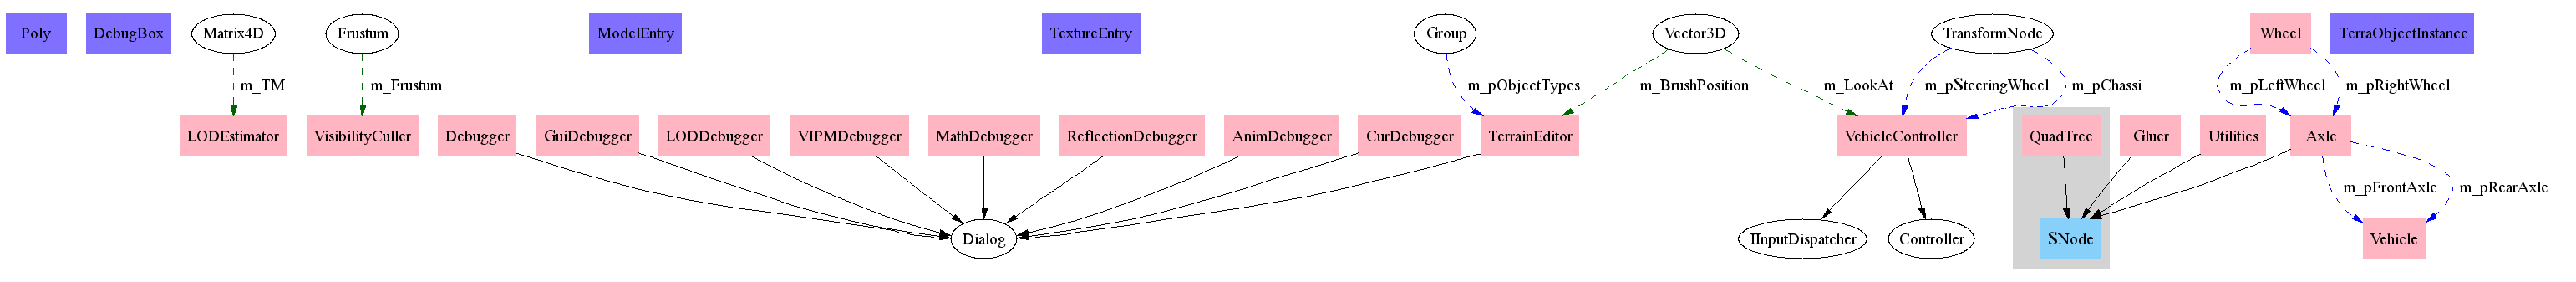 Poly
DebugBox
Matrix4D
Frustum
ModelEntry
TextureEntry
Group
Vector3D
TransformNode
Wheel
TerraObjectInstance
m_TM
m_Frustum
m_pObjectTypes
m_BrushPosition
m_LookAt
m_pSteeringWheel
m_pChassi
m_pLeftWheel
m_pRightWheel
LODEstimator
VisibilityCuller
Debugger
GuiDebugger
LODDebugger
VIPMDebugger
MathDebugger
ReflectionDebugger
AnimDebugger
CurDebugger
TerrainEditor
VehicleController
QuadTree
Gluer
Utilities
Axle
m_pFrontAxle
m_pRearAxle
Dialog
IInputDispatcher
Controller
SNode
Vehicle